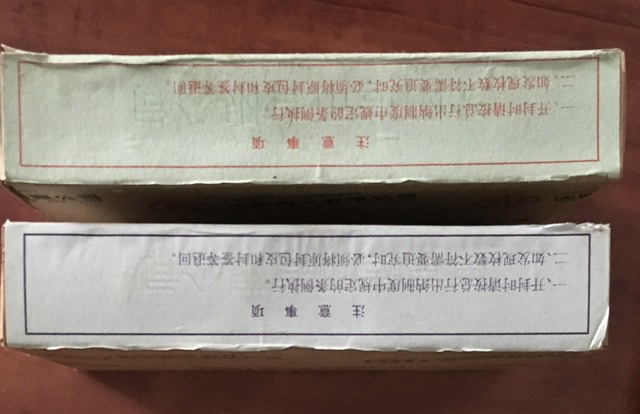 注意事项
一、开封时请按总行出纳制度中规定的条例执行。
二、如发现枚数不符需要追究时,必须将原封包皮和封签等退回。
注意事项
一、开封时请按总行出纳制度中规定的条例执行。
二、如发现枚数不符需要追究时,必须将原封包皮和封签等退回。